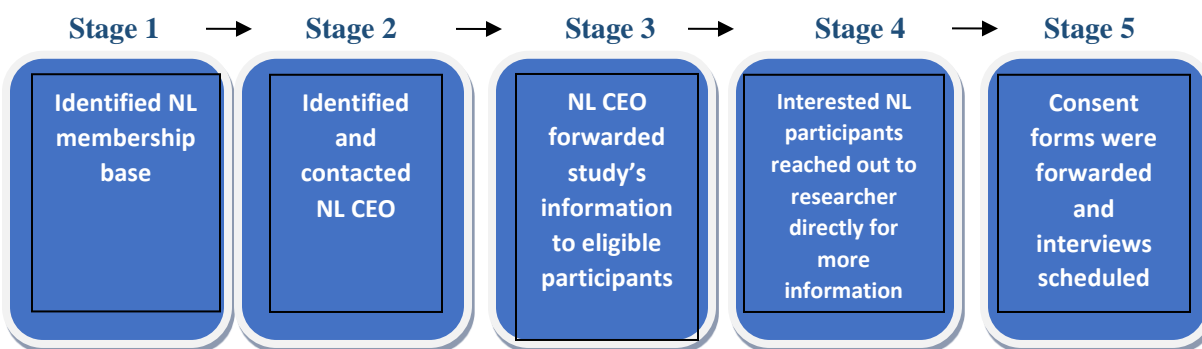 Stage 1 → Stage 2 → Stage 3 → Stage 4 → Stage 5
Identified NL
membership
base
Identified
and
contacted
NL CEO
NL CEO
forwarded
study's
information
to eligible
participants
Interested NL
participants
reached out to
researcher
directly for
more
information
Consent
forms were
forwarded
and
interviews
scheduled